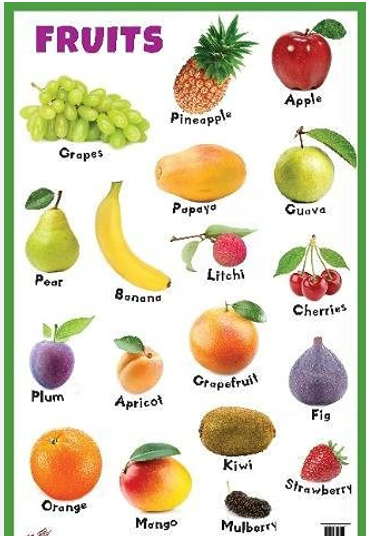 FRUITS
Pineapple
Apple
Grapes
Papaya
Guava
Pear
Banana
Litchi
Cherries
Plum
Apricot
Grapefruit
Fig
Kiwi
Strawberry
Orange
Mango
Mulberry